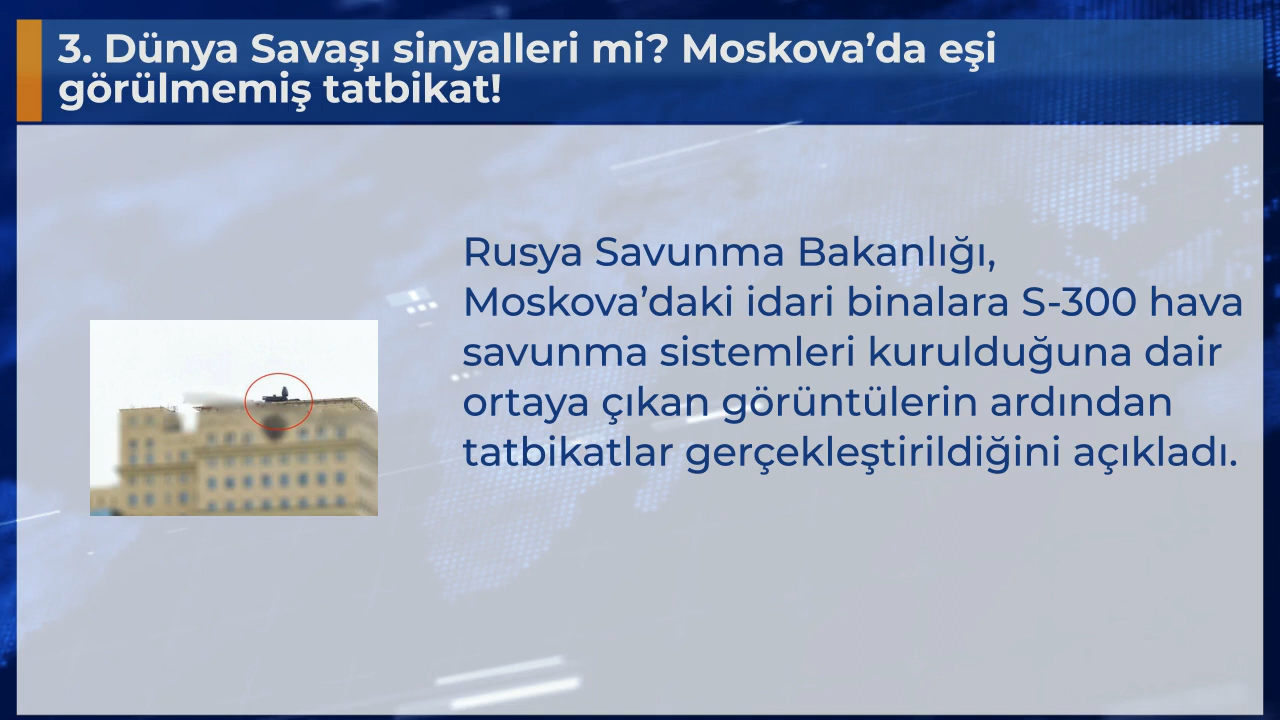 3. Dünya Savaşı sinyalleri mi? Moskova’da eşi
görülmemiş tatbikat!
Rusya Savunma Bakanlığı,
Moskova’daki idari binalara S-300 hava
savunma sistemleri kurulduğuna dair
ortaya çıkan görüntülerin ardından
tatbikatlar gerçekleştirildiğini açıkladı.